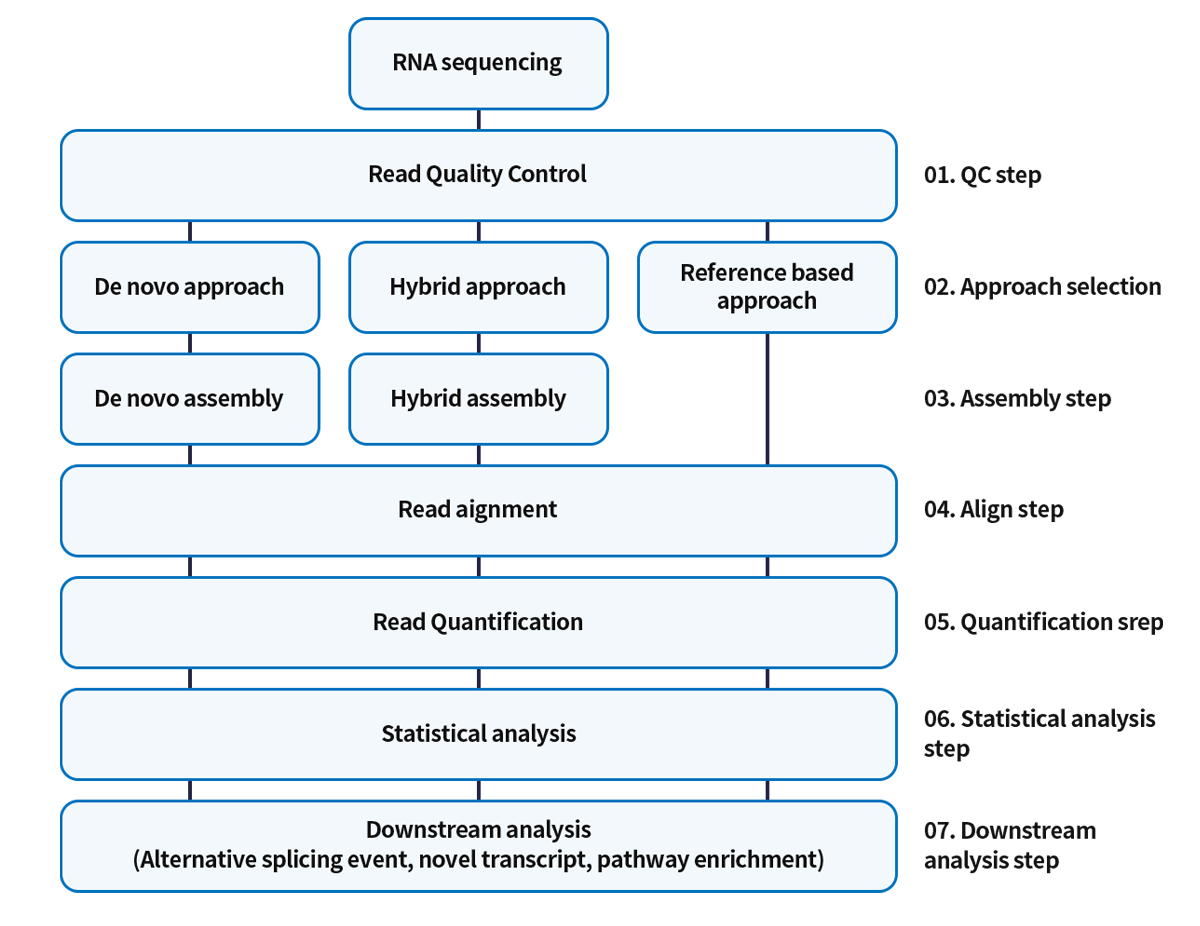 RNA sequencing
Read Quality Control
01. QC step
De novo approach
Hybrid approach
Reference based
approach
02. Approach selection
De novo assembly
Hybrid assembly
03. Assembly step
Read aignment
04. Align step
Read Quantification
05. Quantification srep
Statistical analysis
06. Statistical analysis
step
Downstream analysis
(Alternative splicing event, novel transcript, pathway enrichment)
07. Downstream
analysis step